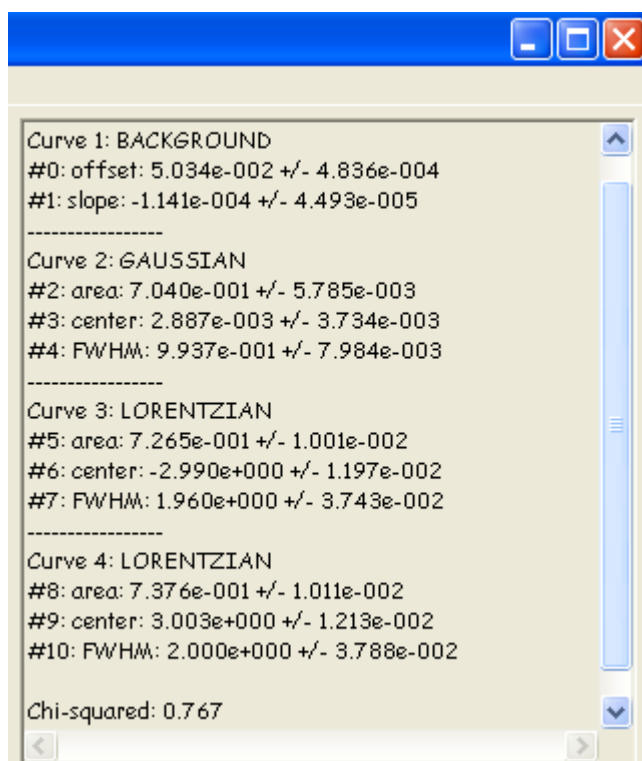 Curve 1: BACKGROUND
#0: offset: 5.034e-002 +/- 4.836e-004
#1: slope: -1.141e-004 +/- 4.493e-005
-----------------
Curve 2: GAUSSIAN
#2: area: 7.040e-001 +/- 5.785e-003
#3: center: 2.887e-003 +/- 3.734e-003
#4: FWHM: 9.937e-001 +/- 7.984e-003
-----------------
Curve 3: LORENTZIAN
#5: area: 7.265e-001 +/- 1.001e-002
#6: center: -2.990e+000 +/- 1.197e-002
#7: FWHM: 1.960e+000 +/- 3.743e-002
-----------------
Curve 4: LORENTZIAN
#8: area: 7.376e-001 +/- 1.011e-002
#9: center: 3.003e+000 +/- 1.213e-002
#10: FWHM: 2.000e+000 +/- 3.788e-002
Chi-squared: 0.767